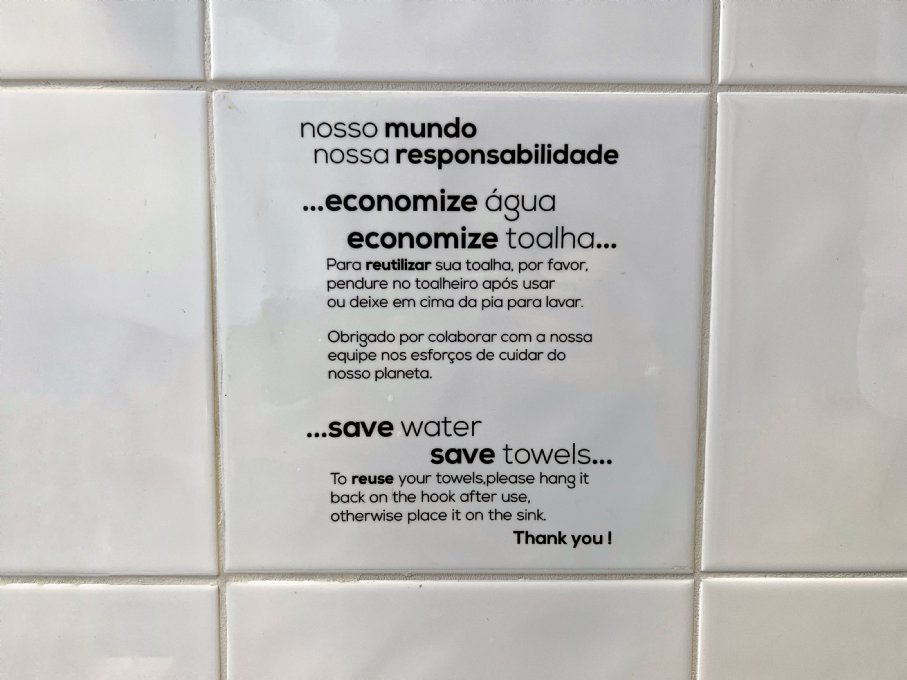 nosso mundo
nossa responsabilidade
...economize água
economize toalha...
Para reutilizar sua toalha, por favor,
pendure no toalheiro após usar
ou deixe em cima da pia para lavar.
Obrigado por colaborar com a nossa
equipe nos esforços de cuidar do
nosso planeta.
...save water
save towels...
To reuse your towels,please hang it
back on the hook after use,
otherwise place it on the sink.
Thank you !